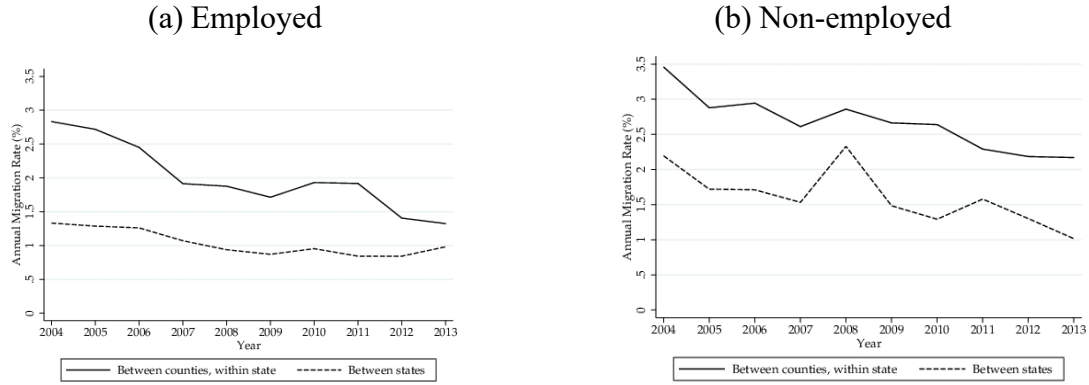 (a) Employed
Annual Migration Rate (%)
3.5
3
2.5
2
1.5
1
.5
0
2004 2005 2006 2007 2008 2009 2010 2011 2012 2013
Year
Between counties, within state Between states
(b) Non-employed
Annual Migration Rate (%)
3.5
3
2.5
2
1.5
1
.5
0
2004 2005 2006 2007 2008 2009 2010 2011 2012 2013
Year
Between counties, within state Between states